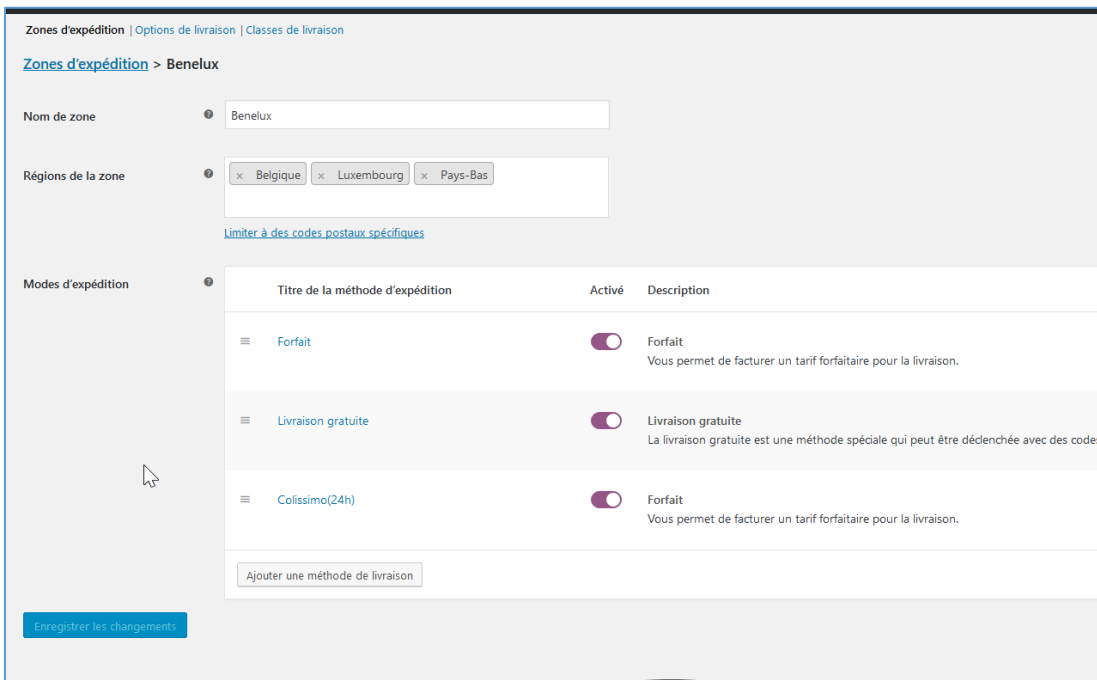 Zones d'expédition | Options de livraison | Classes de livraison
Zones d'expédition > Benelux
Nom de zone
Benelux
Régions de la zone
× Belgique × Luxembourg × Pays-Bas
Limiter à des codes postaux spécifiques
Modes d'expédition
Titre de la méthode d'expédition Activé Description
Forfait Forfait
Vous permet de facturer un tarif forfaitaire pour la livraison.
Livraison gratuite Livraison gratuite
La livraison gratuite est une méthode spéciale qui peut être déclenchée avec des codes
Colissimo(24h) Forfait
Vous permet de facturer un tarif forfaitaire pour la livraison.
Ajouter une méthode de livraison
Enregistrer les changements